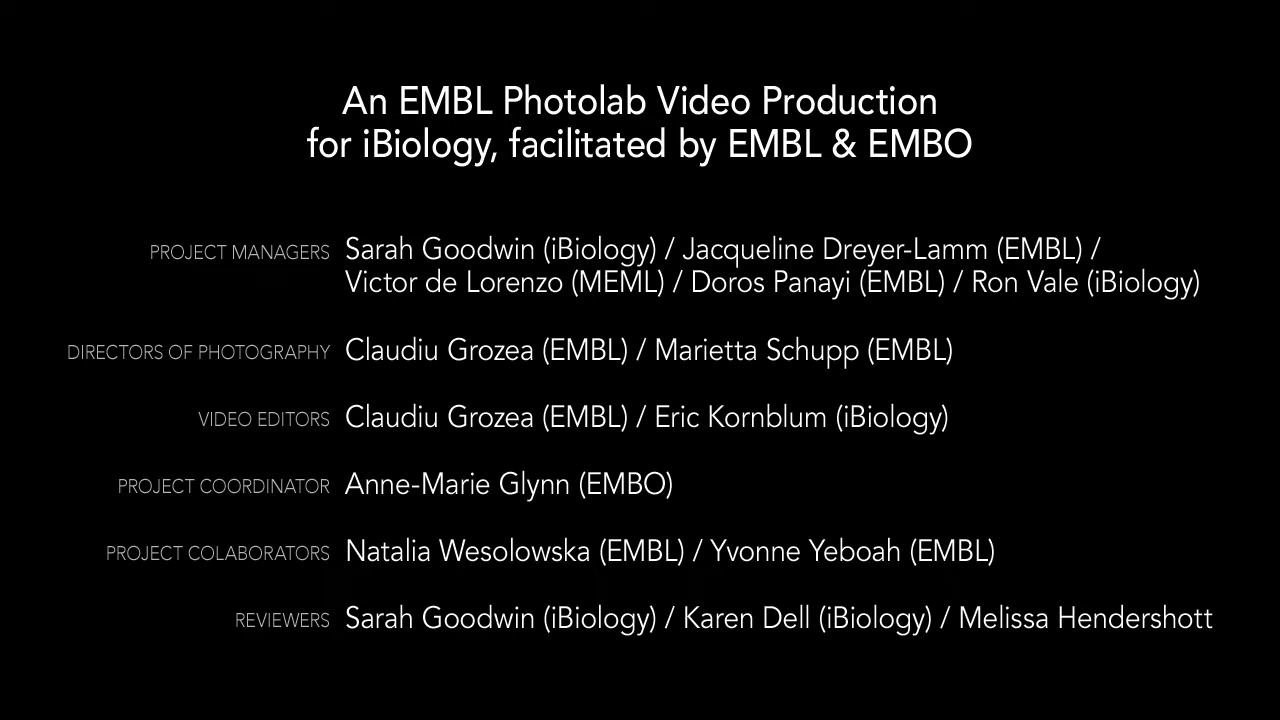 An EMBL Photolab Video Production
for iBiology, facilitated by EMBL & EMBO
PROJECT MANAGERS Sarah Goodwin (iBiology) / Jacqueline Dreyer-Lamm (EMBL) /
Victor de Lorenzo (MEML) / Doros Panayi (EMBL) / Ron Vale (iBiology)
DIRECTORS OF PHOTOGRAPHY Claudiu Grozea (EMBL) / Marietta Schupp (EMBL)
VIDEO EDITORS Claudiu Grozea (EMBL) / Eric Kornblum (iBiology)
PROJECT COORDINATOR Anne-Marie Glynn (EMBO)
PROJECT COLABORATORS Natalia Wesolowska (EMBL) / Yvonne Yeboah (EMBL)
REVIEWERS Sarah Goodwin (iBiology) / Karen Dell (iBiology) / Melissa Hendershott